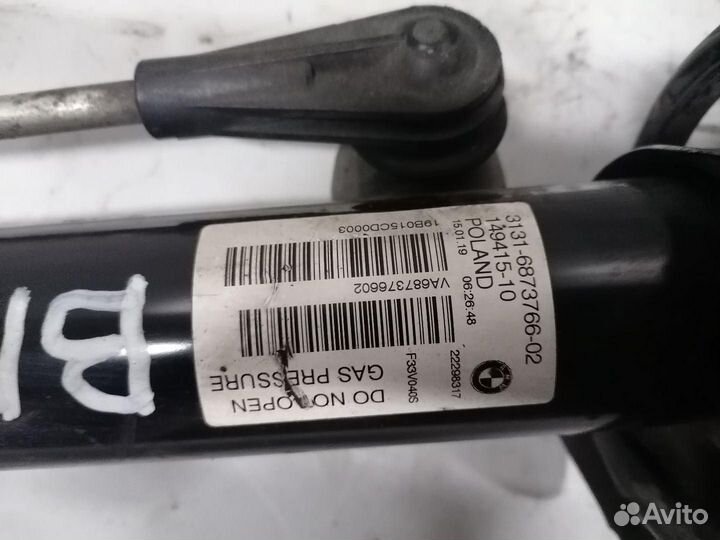 3131-6873766-02
149415-10
POLAND
15.01.19 06:26:48
19B015CD0003
VA687376602
22298317
F33V040S
DO NOT OPEN
GAS PRESSURE
BMW
Avito